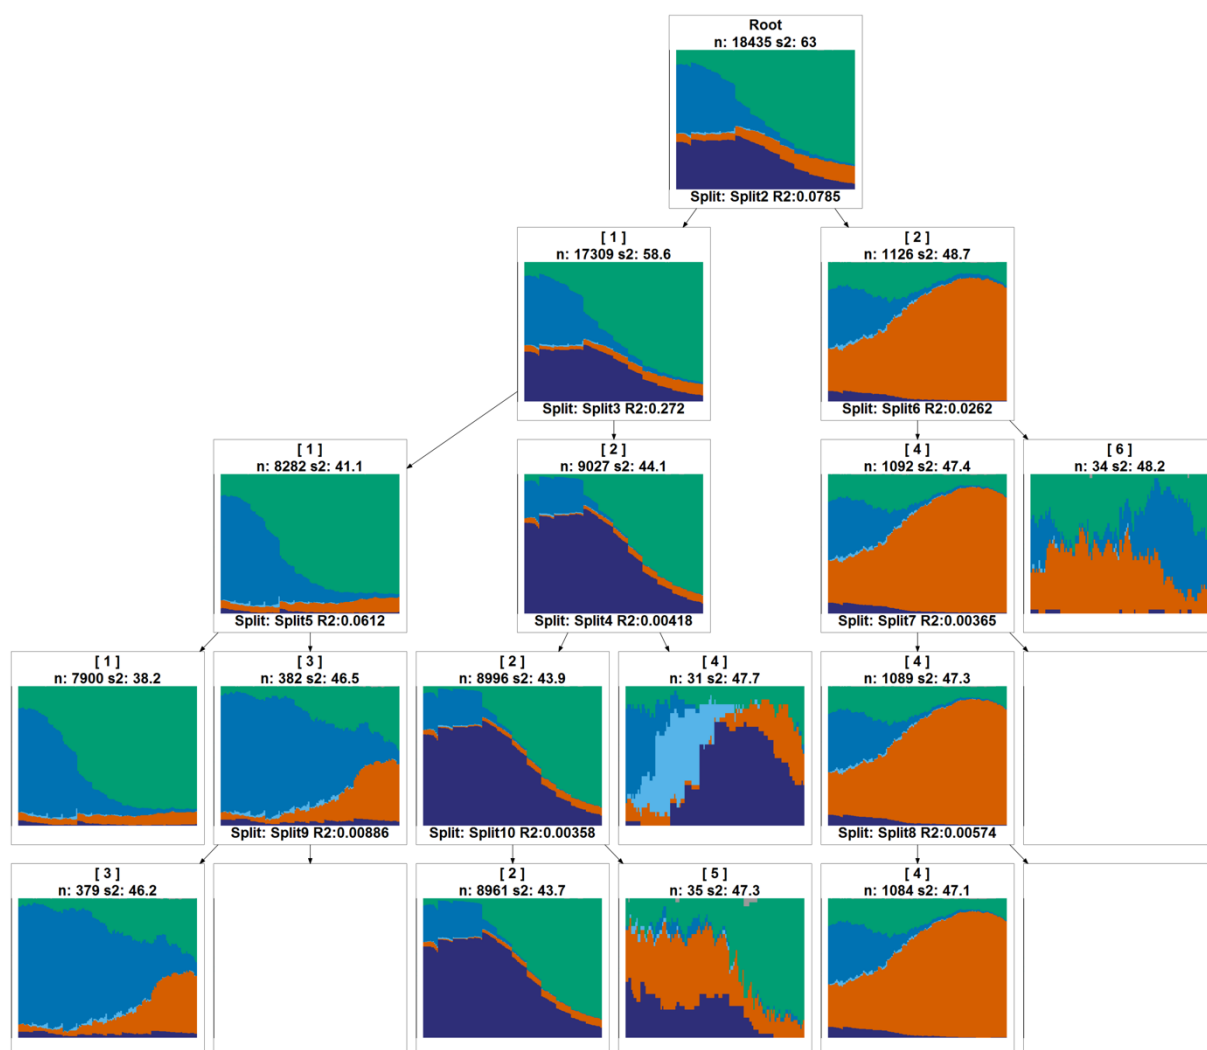 Root
n: 18435 s2: 63
Split: Split2 R2:0.0785
[ 1 ]
n: 17309 s2: 58.6
Split: Split3 R2:0.272
[ 2 ]
n: 1126 s2: 48.7
Split: Split6 R2:0.0262
[ 1 ]
n: 8282 s2: 41.1
Split: Split5 R2:0.0612
[ 2 ]
n: 9027 s2: 44.1
Split: Split4 R2:0.00418
[ 4 ]
n: 1092 s2: 47.4
Split: Split7 R2:0.00365
[ 6 ]
n: 34 s2: 48.2
[ 1 ]
n: 7900 s2: 38.2
[ 3 ]
n: 382 s2: 46.5
Split: Split9 R2:0.00886
[ 2 ]
n: 8996 s2: 43.9
Split: Split10 R2:0.00358
[ 4 ]
n: 31 s2: 47.7
[ 4 ]
n: 1089 s2: 47.3
Split: Split8 R2:0.00574
[ 3 ]
n: 379 s2: 46.2
[ 2 ]
n: 8961 s2: 43.7
[ 5 ]
n: 35 s2: 47.3
[ 4 ]
n: 1084 s2: 47.1